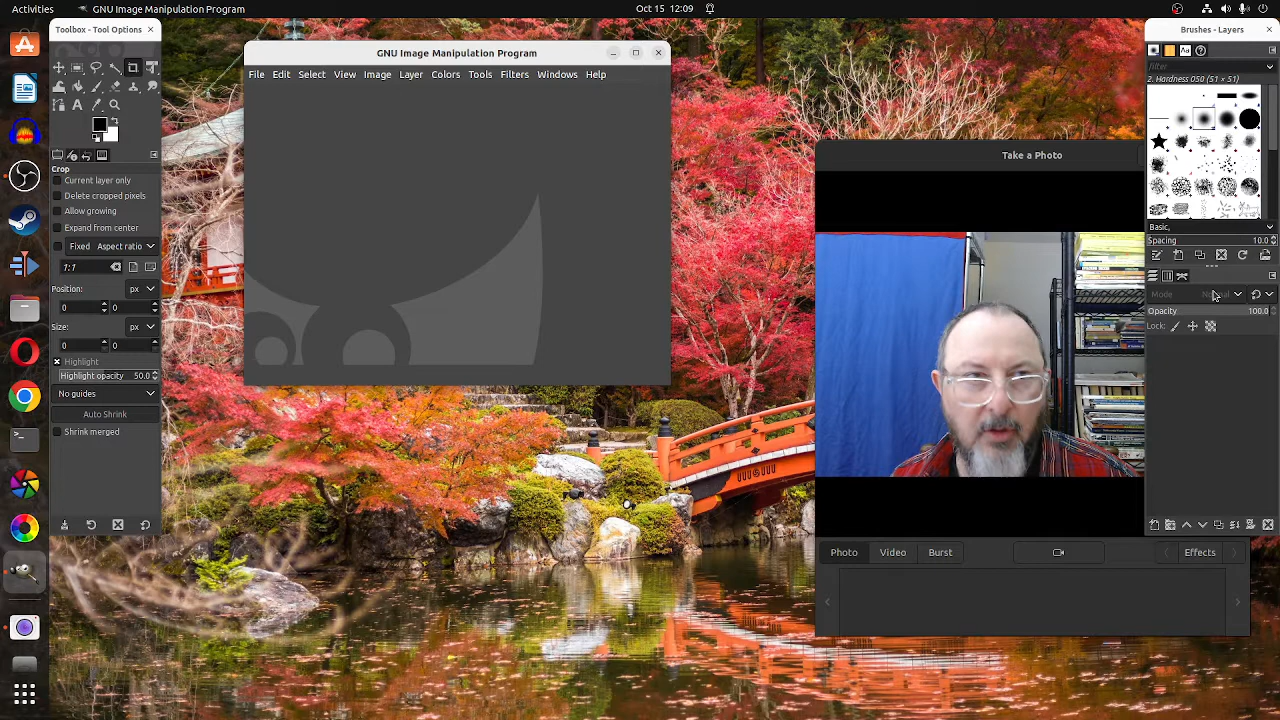 Activities
GNU Image Manipulation Program
Oct 15 12:09
Toolbox - Tool Options
Crop
Current layer only
Delete cropped pixels
Allow growing
Expand from center
Fixed Aspect ratio
1:1
Position:
px
0 0
Size:
px
0 0
Highlight
Highlight opacity 50.0
No guides
Auto Shrink
Shrink merged
GNU Image Manipulation Program
File Edit Select View Image Layer Colors Tools Filters Windows Help
Take a Photo
Photo Video Burst
Effects
Brushes - Layers
Aa
filter
2. Hardness 050 (51 × 51)
Basic,
Spacing 10.0
Mode Normal
Opacity 100.0
Lock: